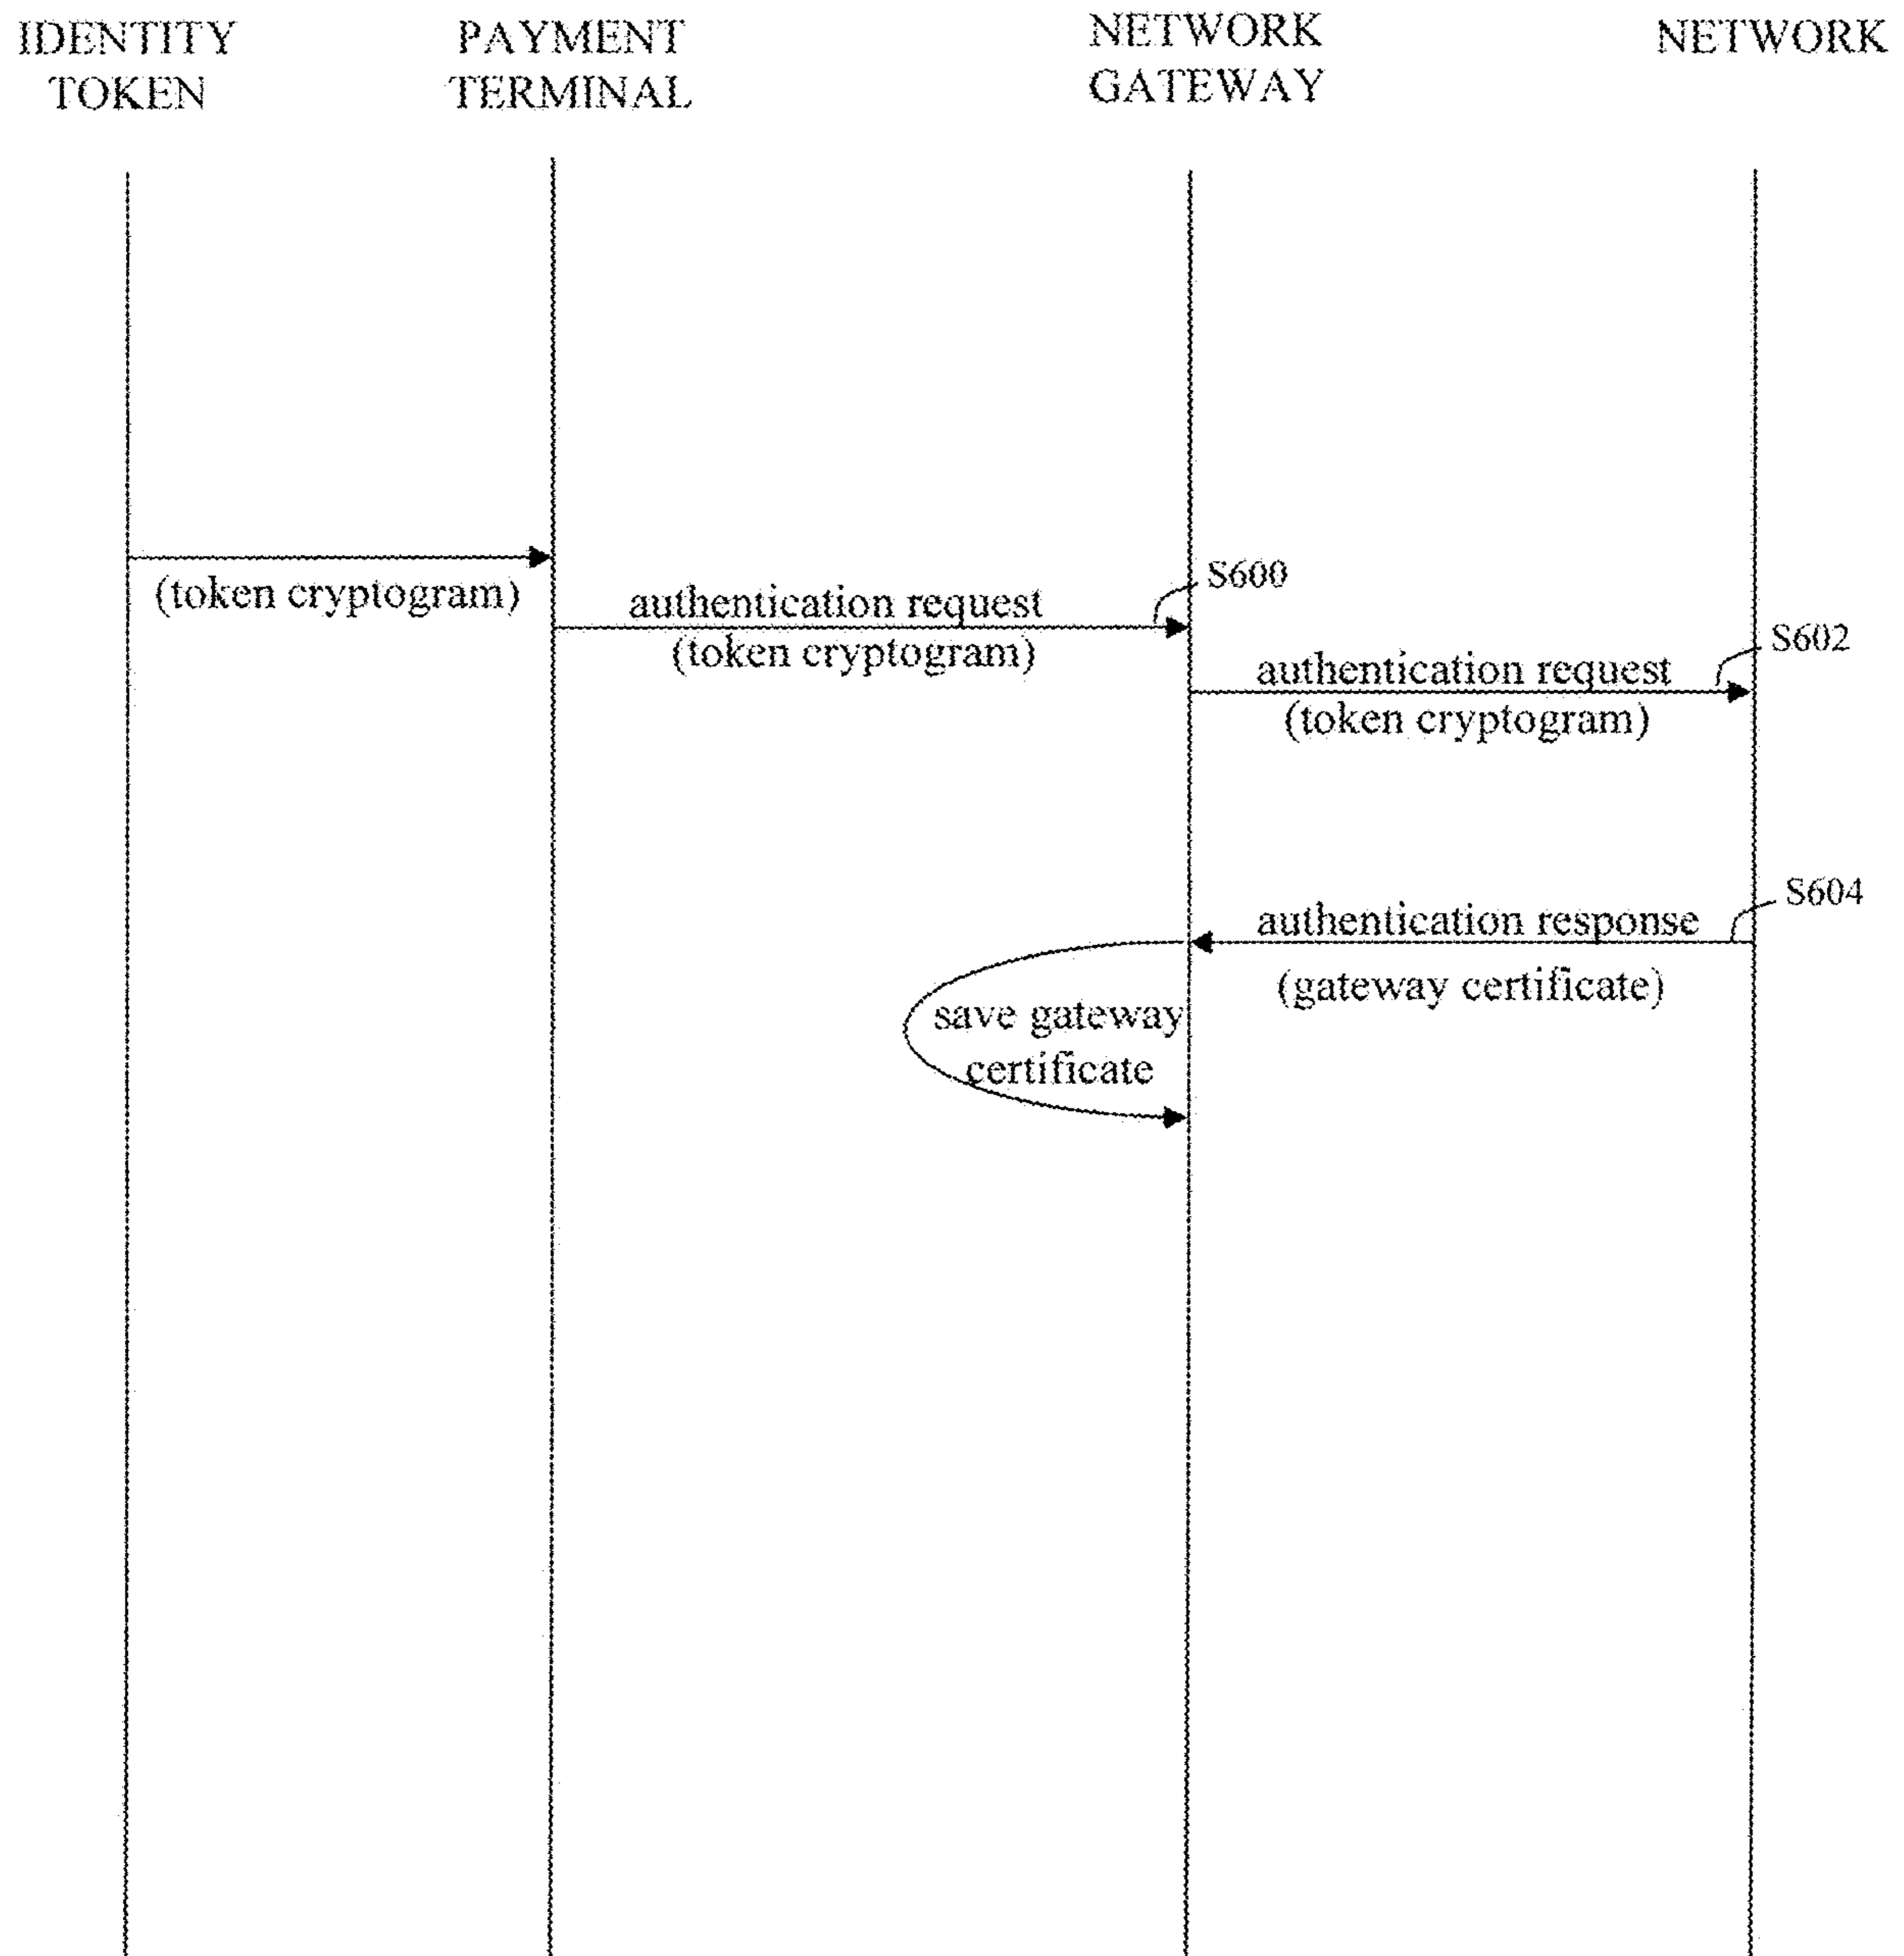 IDENTITY
TOKEN
PAYMENT
TERMINAL
NETWORK
GATEWAY
NETWORK
(token cryptogram)
authentication request
S600
(token cryptogram)
authentication request
S602
(token cryptogram)
authentication response
S604
(gateway certificate)
save gateway
certificate